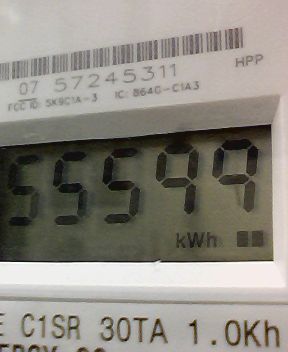 07 57245311
HPP
FCC ID: SK9C1A-3 IC: 864G-C1A3
55599
kWh
C1SR 30TA 1.0Kh